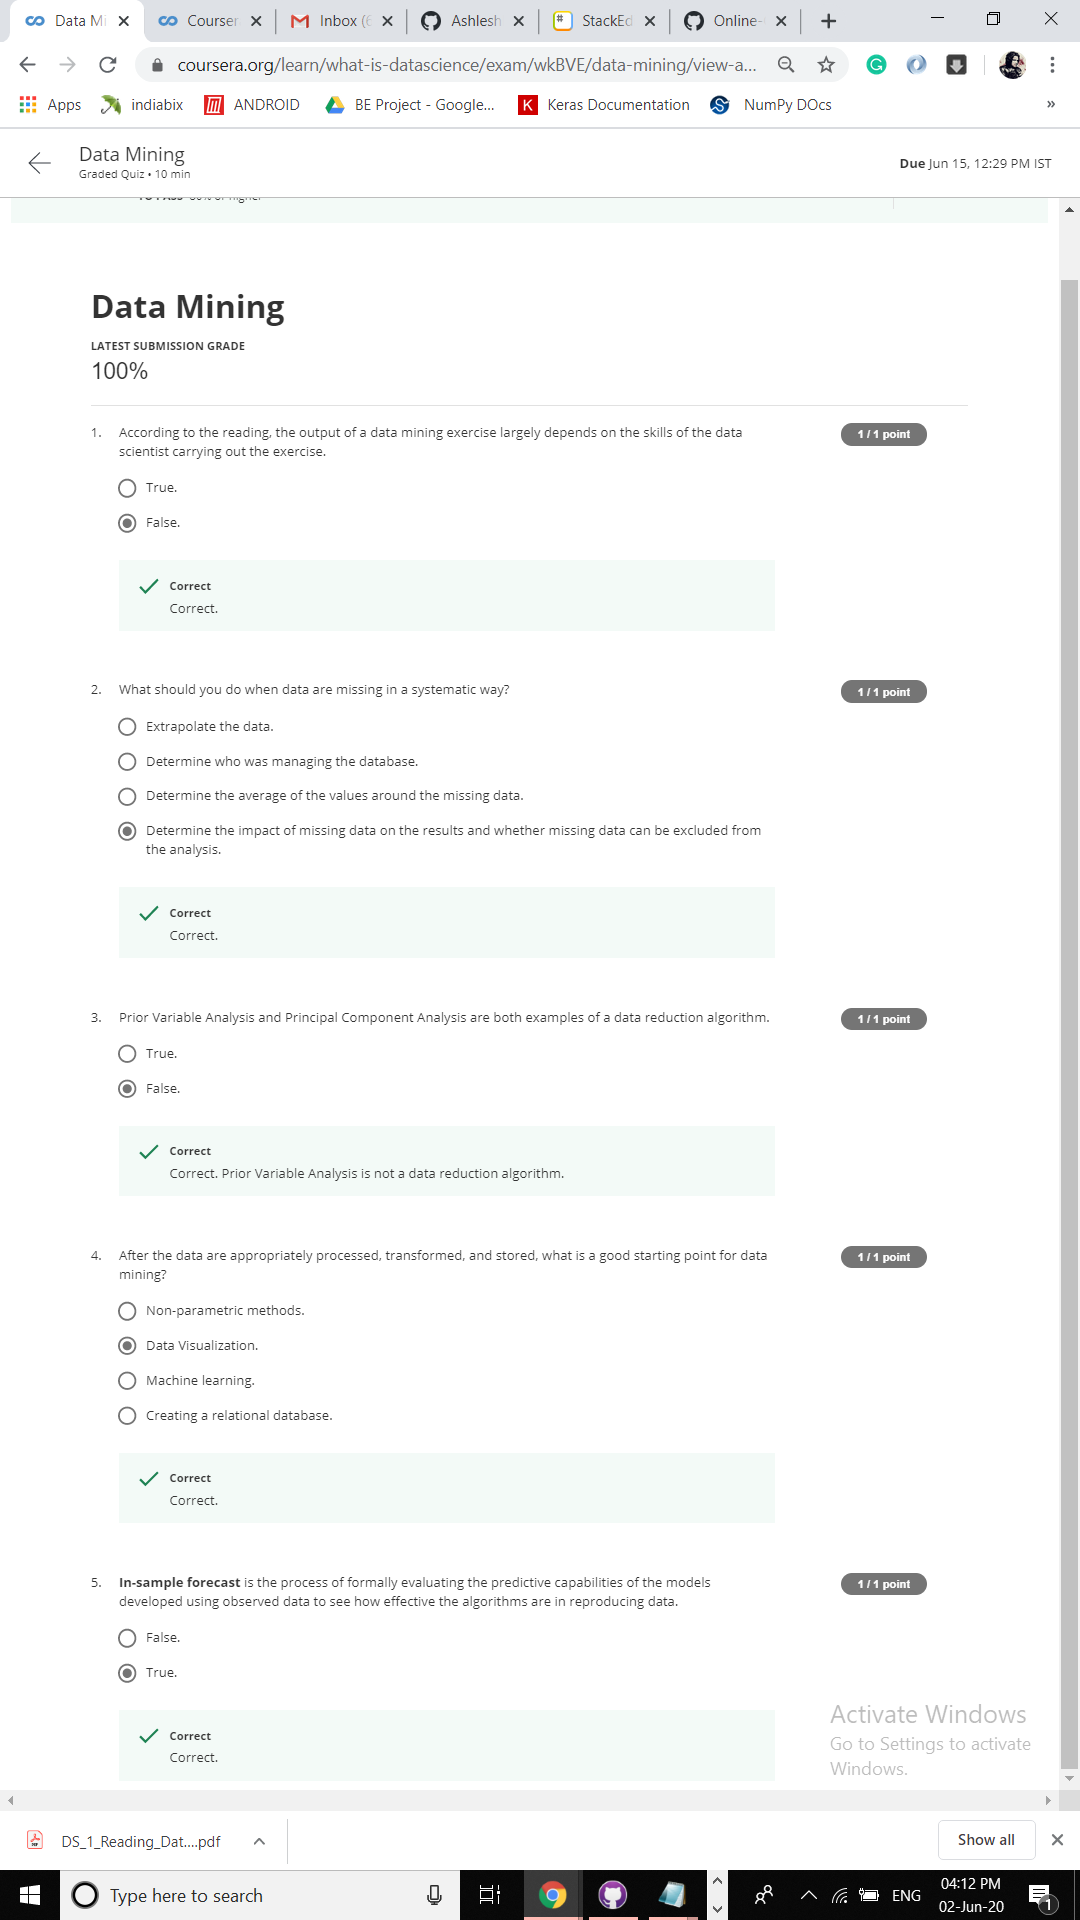 Data Mi
Courser
Inbox (6
Ashlesh
StackEd
Online-
coursera.org/learn/what-is-datascience/exam/wkBVE/data-mining/view-a...
Apps
indiabix
ANDROID
BE Project - Google...
Keras Documentation
NumPy DOcs
Data Mining
Graded Quiz • 10 min
Due Jun 15, 12:29 PM IST
TO PASS 80% or higher
Data Mining
LATEST SUBMISSION GRADE
100%
1. According to the reading, the output of a data mining exercise largely depends on the skills of the data
scientist carrying out the exercise.
1 / 1 point
True.
False.
Correct
Correct.
2. What should you do when data are missing in a systematic way?
1 / 1 point
Extrapolate the data.
Determine who was managing the database.
Determine the average of the values around the missing data.
Determine the impact of missing data on the results and whether missing data can be excluded from
the analysis.
Correct
Correct.
3. Prior Variable Analysis and Principal Component Analysis are both examples of a data reduction algorithm.
1 / 1 point
True.
False.
Correct
Correct. Prior Variable Analysis is not a data reduction algorithm.
4. After the data are appropriately processed, transformed, and stored, what is a good starting point for data
mining?
1 / 1 point
Non-parametric methods.
Data Visualization.
Machine learning.
Creating a relational database.
Correct
Correct.
5. In-sample forecast is the process of formally evaluating the predictive capabilities of the models
developed using observed data to see how effective the algorithms are in reproducing data.
1 / 1 point
False.
True.
Correct
Correct.
Activate Windows
Go to Settings to activate
Windows.
DS_1_Reading_Dat....pdf
Show all
Type here to search
ENG
04:12 PM
02-Jun-20
1